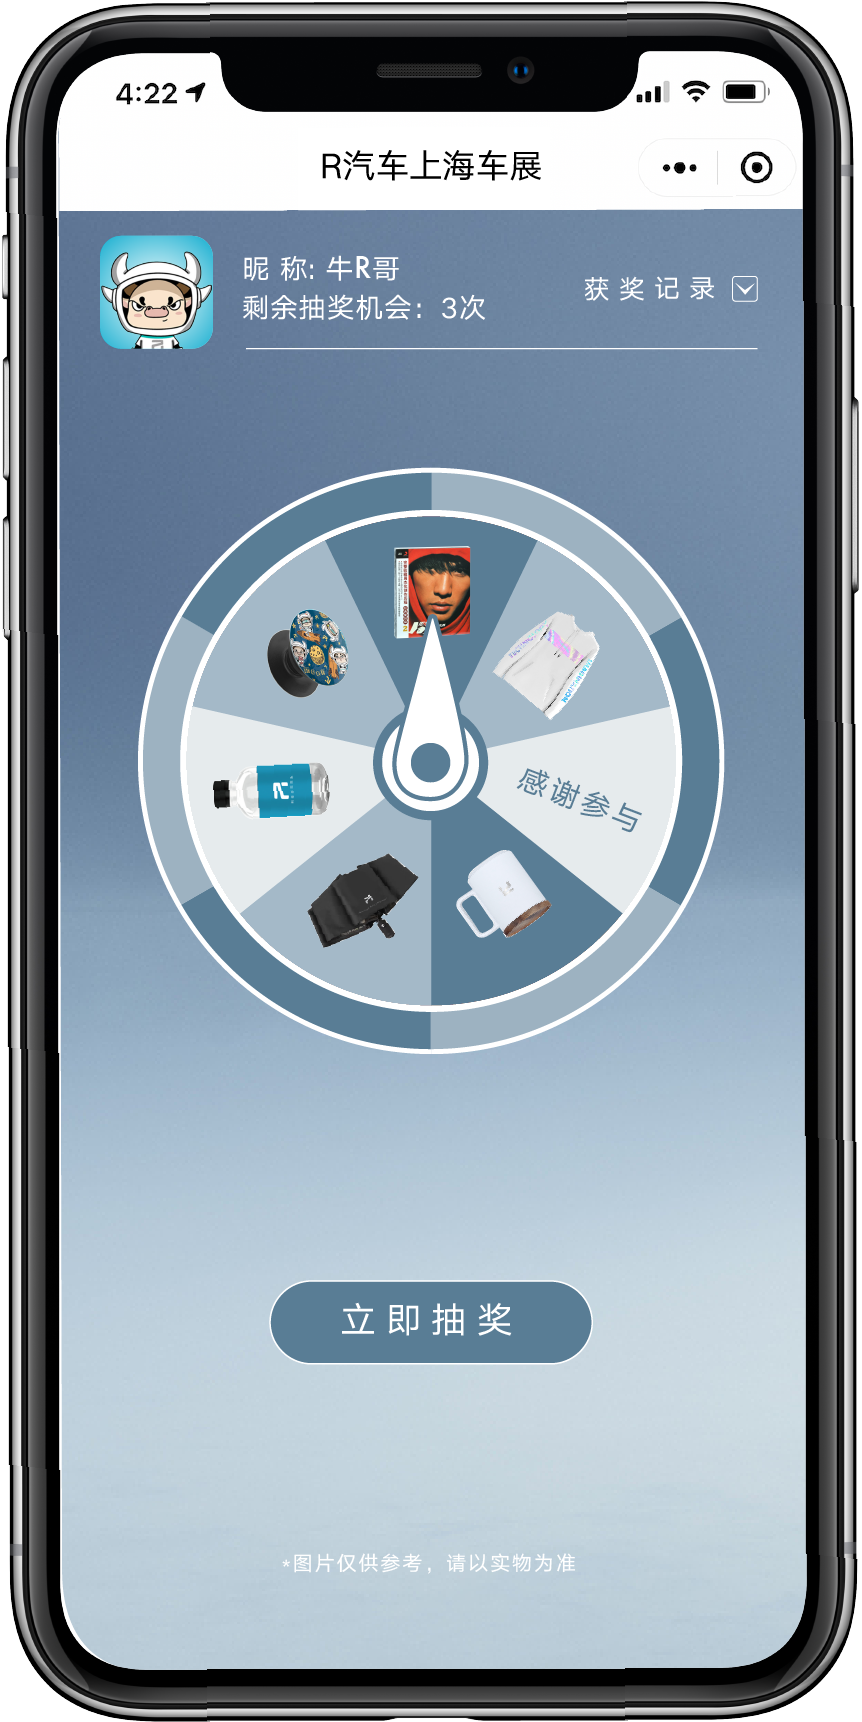 4:22
R汽车上海车展
昵 称: 牛R哥
剩余抽奖机会：3次
获奖记录
感谢参与
立即抽奖
*图片仅供参考，请以实物为准